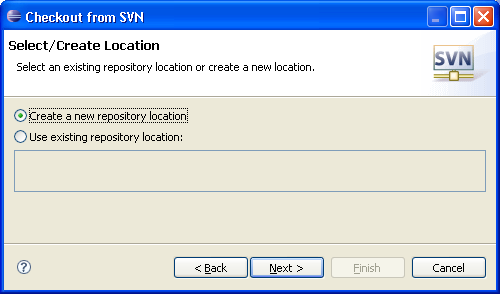 Checkout from SVN
Select/Create Location
Select an existing repository location or create a new location.
SVN
Create a new repository location
Use existing repository location:
? < Back Next > Finish Cancel